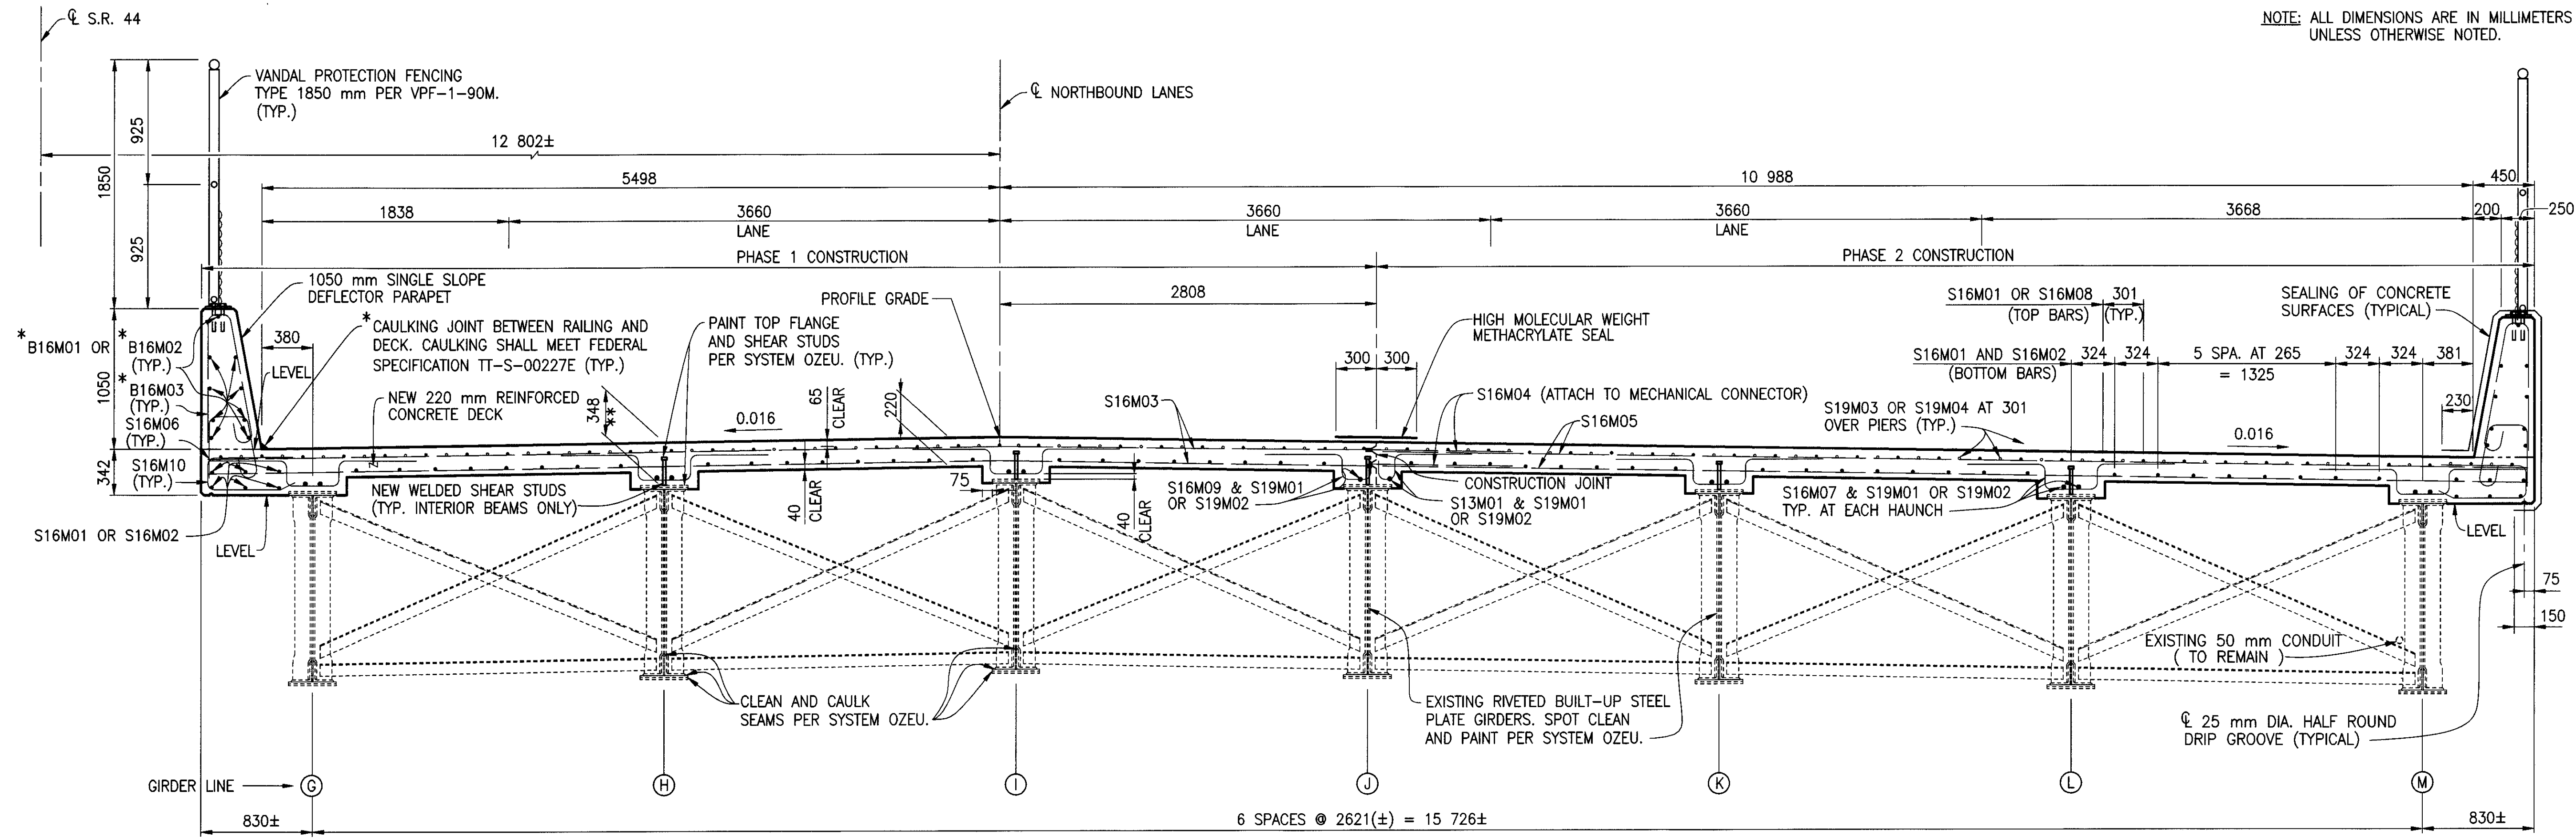 ℄ S.R. 44
NOTE: ALL DIMENSIONS ARE IN MILLIMETERS
UNLESS OTHERWISE NOTED.
VANDAL PROTECTION FENCING
TYPE 1850 mm PER VPF-1-90M.
(TYP.)
℄ NORTHBOUND LANES
12 802±
1850
925
925
5498
10 988
450
1838
3660
LANE
3660
LANE
3660
LANE
3668
200
250
PHASE 1 CONSTRUCTION
PHASE 2 CONSTRUCTION
1050 mm SINGLE SLOPE
DEFLECTOR PARAPET
PROFILE GRADE
2808
S16M01 OR S16M08
(TOP BARS)
301
(TYP.)
SEALING OF CONCRETE
SURFACES (TYPICAL)
*B16M01 OR *B16M02
(TYP.)
*B16M03
(TYP.)
S16M06
(TYP.)
S16M10
(TYP.)
1050
342
380
LEVEL
*CAULKING JOINT BETWEEN RAILING AND
DECK. CAULKING SHALL MEET FEDERAL
SPECIFICATION TT-S-00227E (TYP.)
PAINT TOP FLANGE
AND SHEAR STUDS
PER SYSTEM OZEU. (TYP.)
HIGH MOLECULAR WEIGHT
METHACRYLATE SEAL
300
300
S16M01 AND S16M02
(BOTTOM BARS)
324
324
5 SPA. AT 265
= 1325
324
324
381
NEW 220 mm REINFORCED
CONCRETE DECK
348
**
0.016
65
CLEAR
220
S16M03
S16M04 (ATTACH TO MECHANICAL CONNECTOR)
S16M05
S19M03 OR S19M04 AT 301
OVER PIERS (TYP.)
230
0.016
NEW WELDED SHEAR STUDS
(TYP. INTERIOR BEAMS ONLY)
40
CLEAR
75
40
CLEAR
S16M09 & S19M01
OR S19M02
CONSTRUCTION JOINT
S13M01 & S19M01
OR S19M02
S16M07 & S19M01 OR S19M02
TYP. AT EACH HAUNCH
S16M01 OR S16M02
LEVEL
LEVEL
75
150
EXISTING 50 mm CONDUIT
( TO REMAIN )
CLEAN AND CAULK
SEAMS PER SYSTEM OZEU.
EXISTING RIVETED BUILT-UP STEEL
PLATE GIRDERS. SPOT CLEAN
AND PAINT PER SYSTEM OZEU.
℄ 25 mm DIA. HALF ROUND
DRIP GROOVE (TYPICAL)
GIRDER LINE
G
H
I
J
K
L
M
830±
6 SPACES @ 2621(±) = 15 726±
830±